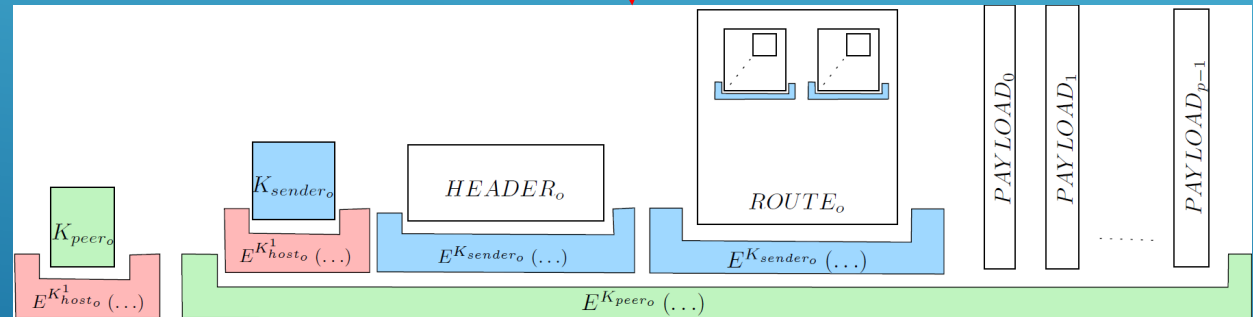 K_{peer_o}
E^{K^1_{host_o}} (...)
K_{sender_o}
E^{K^1_{host_o}} (...)
HEADER_o
E^{K_{sender_o}} (...)
ROUTE_o
E^{K_{sender_o}} (...)
PAYLOAD_0
PAYLOAD_1
......
PAYLOAD_{p-1}
E^{K_{peer_o}} (...)